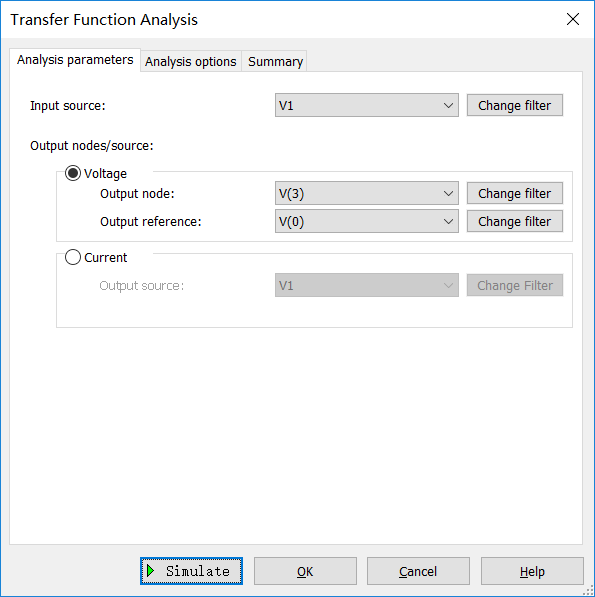 Transfer Function Analysis
Analysis parameters Analysis options Summary
Input source: V1 Change filter
Output nodes/source:
Voltage
Output node: V(3) Change filter
Output reference: V(0) Change filter
Current
Output source: V1 Change Filter
Simulate OK Cancel Help